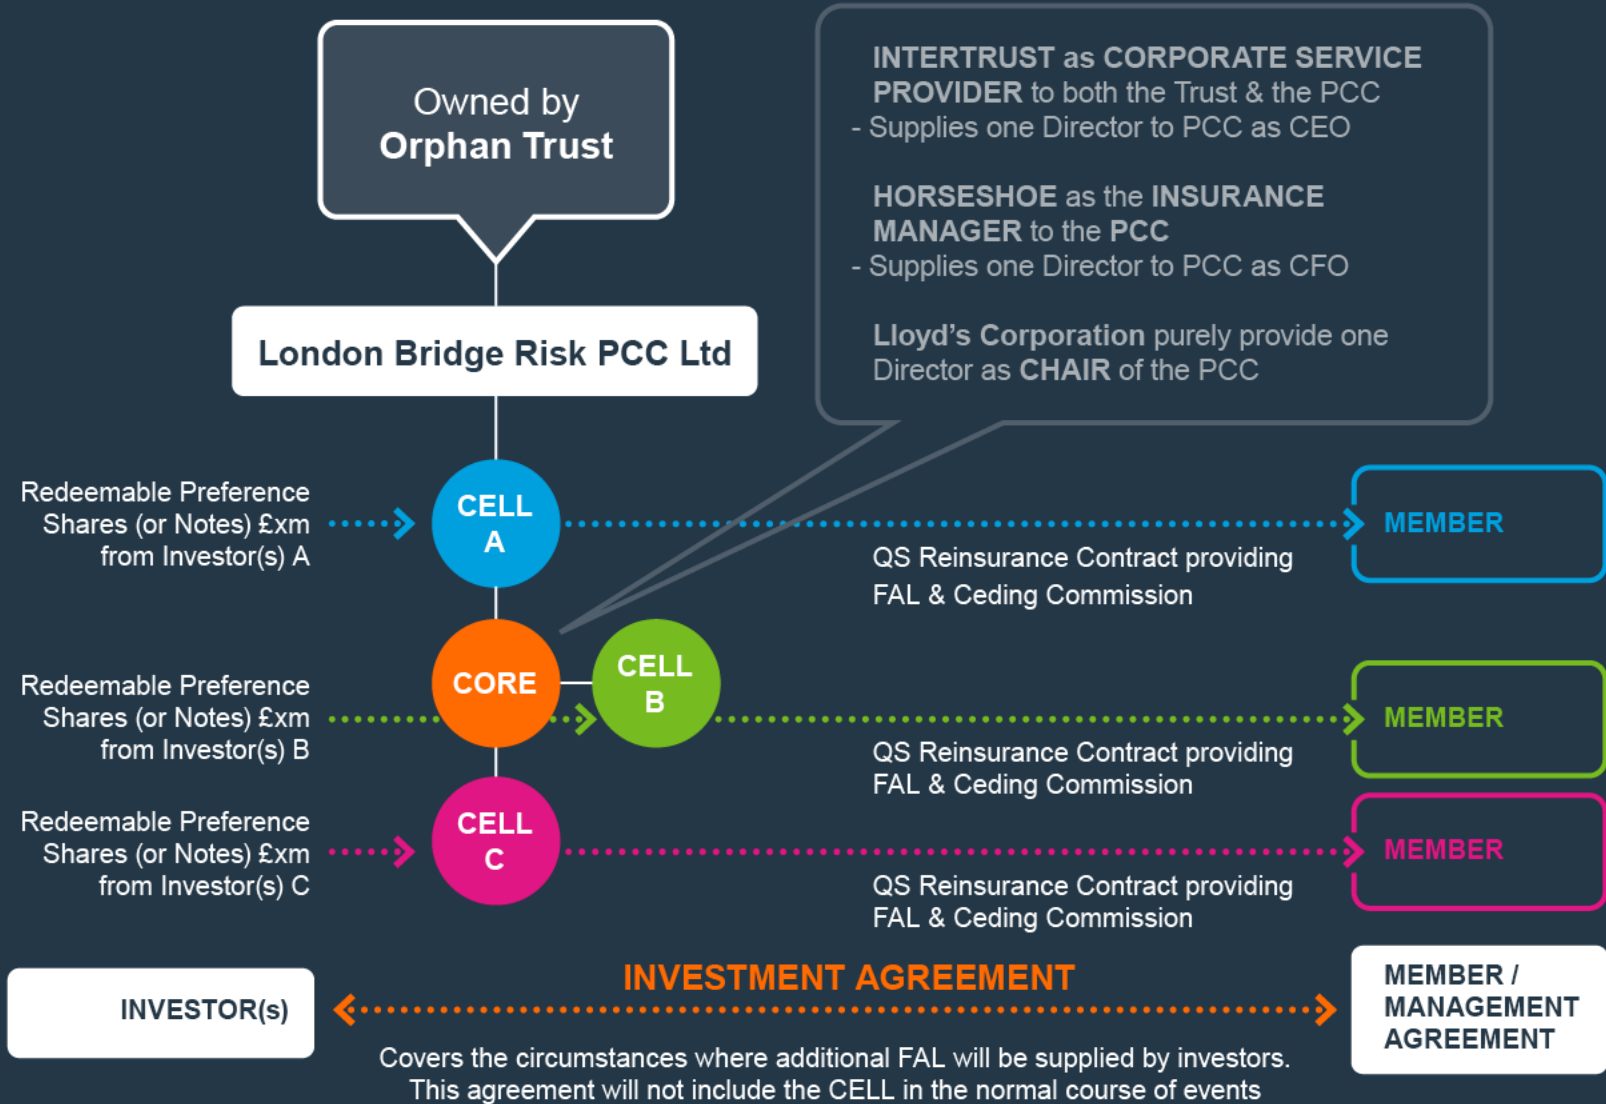 Owned by
Orphan Trust
INTERTRUST as CORPORATE SERVICE
PROVIDER to both the Trust & the PCC
- Supplies one Director to PCC as CEO
HORSESHOE as the INSURANCE
MANAGER to the PCC
- Supplies one Director to PCC as CFO
Lloyd's Corporation purely provide one
Director as CHAIR of the PCC
London Bridge Risk PCC Ltd
Redeemable Preference
Shares (or Notes) £xm
from Investor(s) A
CELL
A
QS Reinsurance Contract providing
FAL & Ceding Commission
MEMBER
Redeemable Preference
Shares (or Notes) £xm
from Investor(s) B
CORE
CELL
B
QS Reinsurance Contract providing
FAL & Ceding Commission
MEMBER
Redeemable Preference
Shares (or Notes) £xm
from Investor(s) C
CELL
C
QS Reinsurance Contract providing
FAL & Ceding Commission
MEMBER
INVESTOR(s)
INVESTMENT AGREEMENT
Covers the circumstances where additional FAL will be supplied by investors.
This agreement will not include the CELL in the normal course of events
MEMBER /
MANAGEMENT
AGREEMENT